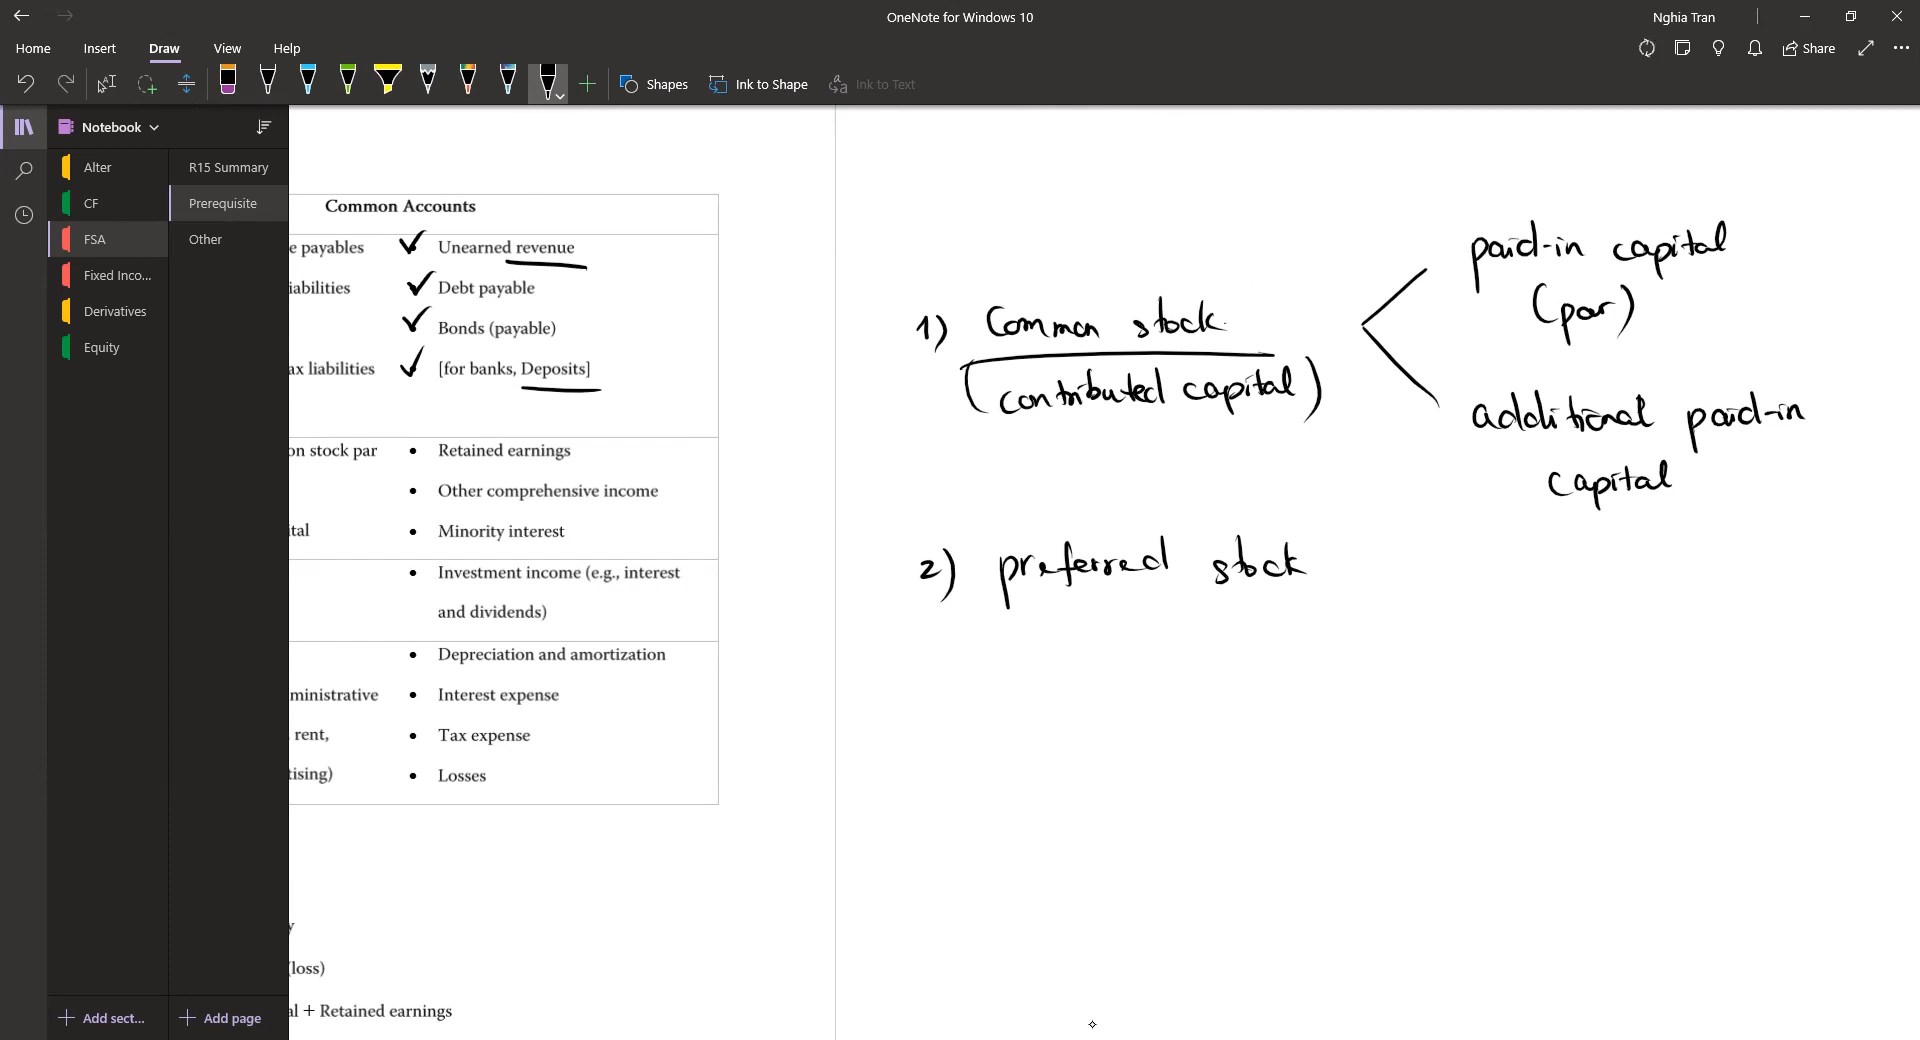 OneNote for Windows 10
Nghia Tran
Home Insert Draw View Help
Share
Shapes
Ink to Shape
Ink to Text
Notebook
Alter
CF
FSA
Fixed Inco...
Derivatives
Equity
R15 Summary
Prerequisite
Other
Add sect...
Add page
Common Accounts
e payables
Unearned revenue
iabilities
Debt payable
Bonds (payable)
ax liabilities
[for banks, Deposits]
on stock par
Retained earnings
Other comprehensive income
ital
Minority interest
Investment income (e.g., interest
and dividends)
Depreciation and amortization
ministrative
Interest expense
rent,
Tax expense
tising)
Losses
y
(loss)
al + Retained earnings
1) Common stock
(contributed capital)
paid-in capital
(par)
additional paid-in
capital
2) preferred stock